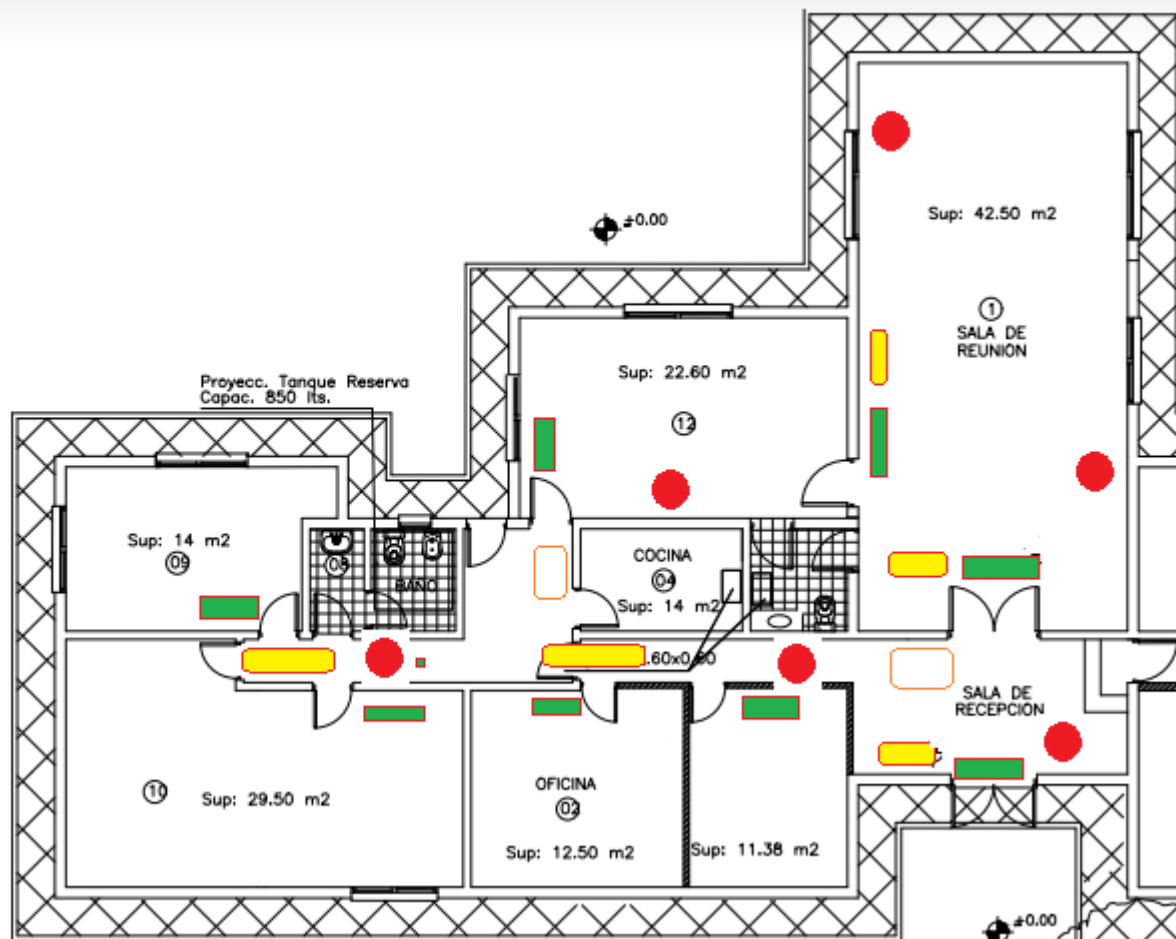 ±0.00
Sup: 42.50 m2
1
SALA DE
REUNIÓN
Proyecc. Tanque Reserva
Capac. 850 lts.
Sup: 22.60 m2
12
Sup: 14 m2
09
08
BAÑO
COCINA
04
Sup: 14 m2
.60x0,60
SALA DE
RECEPCIÓN
10
Sup: 29.50 m2
OFICINA
02
Sup: 12.50 m2
Sup: 11.38 m2
±0.00